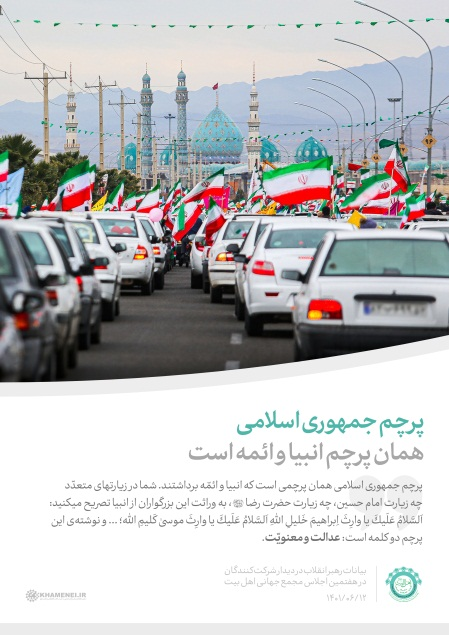 پرچم جمهوری اسلامی
همان پرچم انبیا و ائمه است
پرچم جمهوری اسلامی همان پرچمی است که انبیا و ائمّه برداشتند. شما در زیارتهای متعدّد
چه زیارت امام حسین، چه زیارت حضرت رضا ﷷ، به وراثت این بزرگواران از انبیا تصریح میکنید:
اَلسَّلامُ عَلَیکَ یا وارِثَ اِبراهیمَ خَلیلِ اللهِ اَلسَّلامُ عَلَیکَ یا وارِثَ موسیٰ کَلیمِ الله؛ ... و نوشته‌ی این
پرچم دو کلمه است: عدالت و معنویّت.
بیانات رهبر انقلاب در دیدار شرکت‌کنندگان
در هفتمین اجلاس مجمع جهانی اهل بیت
۱۴۰۱/۰۶/۱۲
KHAMENEI.IR